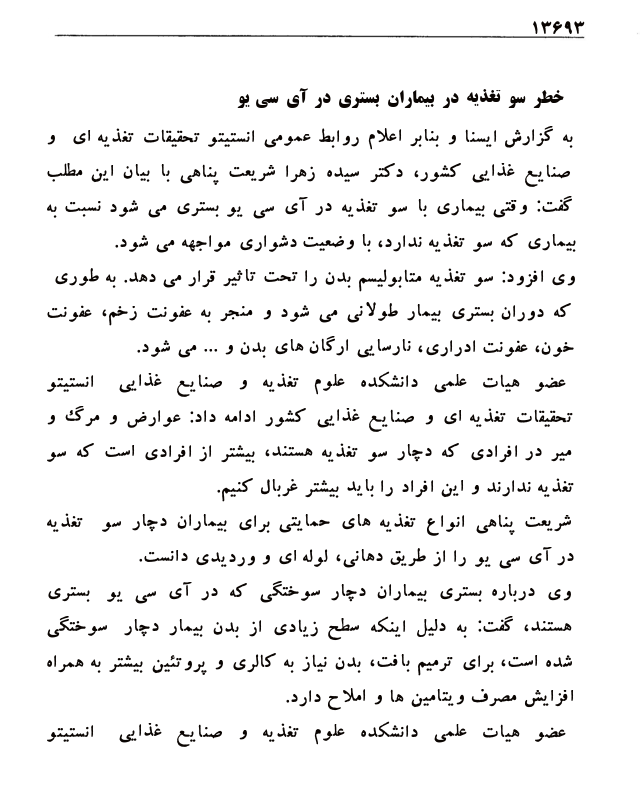 ۱۳۶۹۳
خطر سو تغذیه در بیماران بستری در آی سی یو
به گزارش ایسنا و بنابر اعلام روابط عمومی انستیتو تحقیقات تغذیه ای و
صنایع غذایی کشور، دکتر سیده زهرا شریعت پناهی با بیان این مطلب
گفت: وقتی بیماری با سو تغذیه در آی سی یو بستری می شود نسبت به
بیماری که سو تغذیه ندارد، با وضعیت دشواری مواجهه می شود.
وی افزود: سو تغذیه متابولیسم بدن را تحت تاثیر قرار می دهد. به طوری
که دوران بستری بیمار طولانی می شود و منجر به عفونت زخم، عفونت
خون، عفونت ادراری، نارسایی ارگان های بدن و ... می شود.
عضو هیات علمی دانشکده علوم تغذیه و صنایع غذایی انستیتو
تحقیقات تغذیه ای و صنایع غذایی کشور ادامه داد: عوارض و مرگ و
میر در افرادی که دچار سو تغذیه هستند، بیشتر از افرادی است که سو
تغذیه ندارند و این افراد را باید بیشتر غربال کنیم.
شریعت پناهی انواع تغذیه های حمایتی برای بیماران دچار سو تغذیه
در آی سی یو را از طریق دهانی، لوله ای و وردیدی دانست.
وی درباره بستری بیماران دچار سوختگی که در آی سی یو بستری
هستند، گفت: به دلیل اینکه سطح زیادی از بدن بیمار دچار سوختگی
شده است، برای ترمیم بافت، بدن نیاز به کالری و پروتئین بیشتر به همراه
افزایش مصرف ویتامین ها و املاح دارد.
عضو هیات علمی دانشکده علوم تغذیه و صنایع غذایی انستیتو